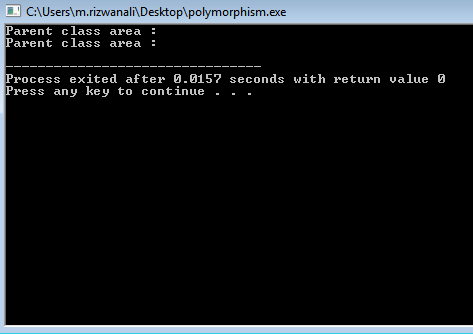 C:\Users\m.rizwanali\Desktop\polymorphism.exe
Parent class area :
Parent class area :
--------------------------------
Process exited after 0.0157 seconds with return value 0
Press any key to continue . . .